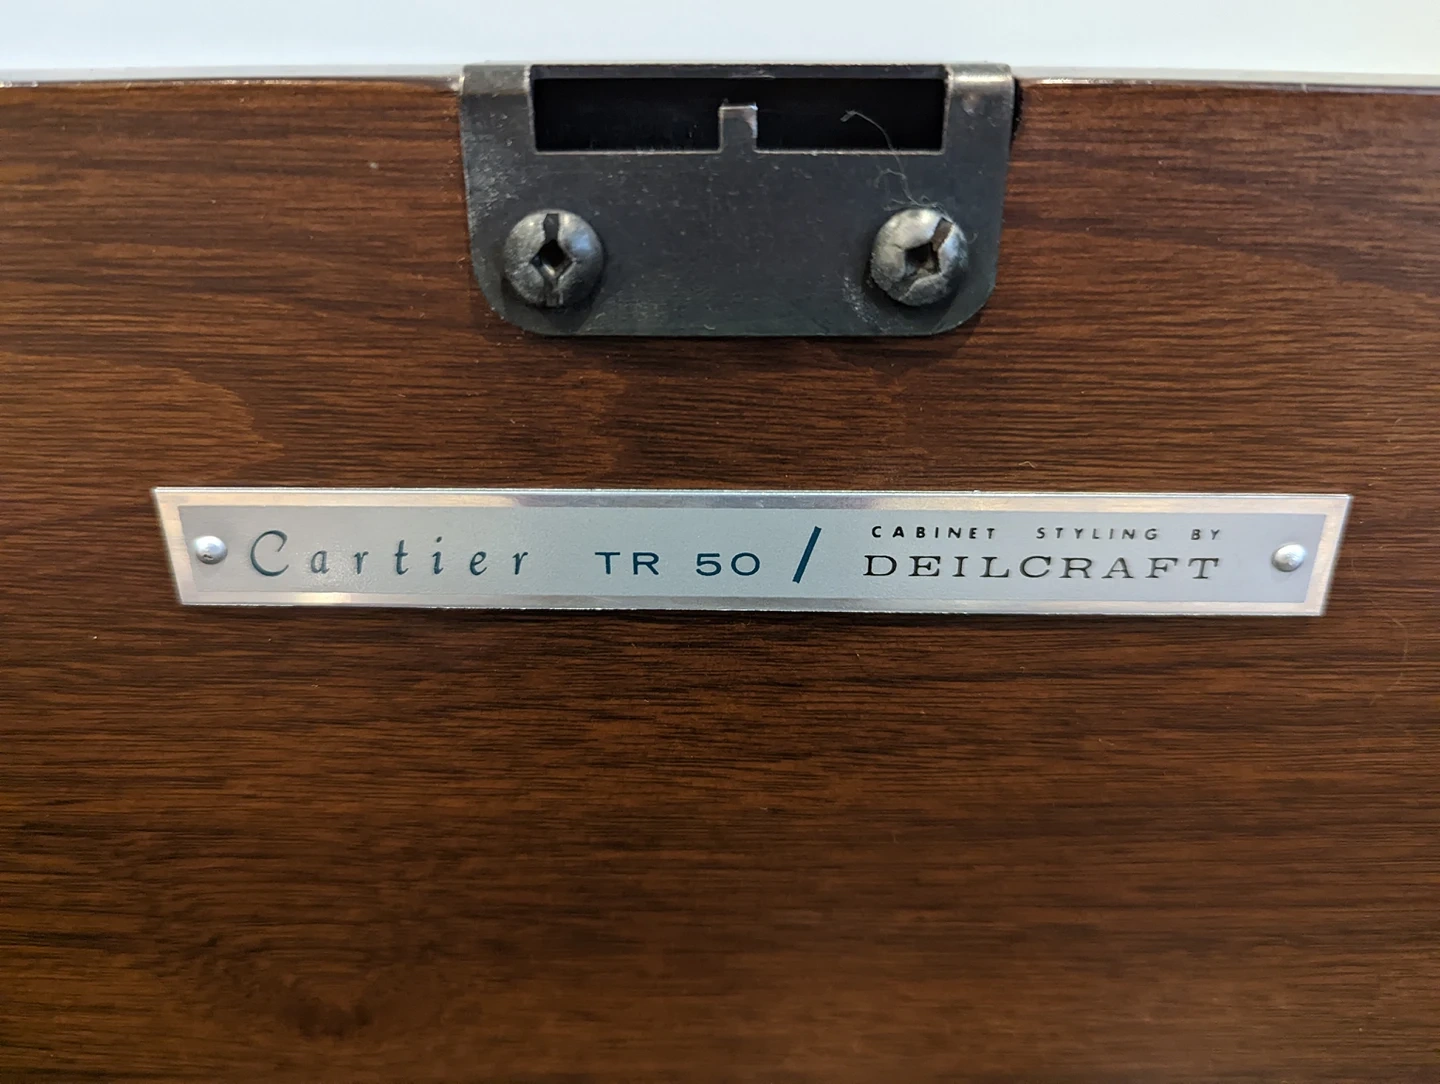 Cartier TR 50 / CABINET STYLING BY
DEILCRAFT